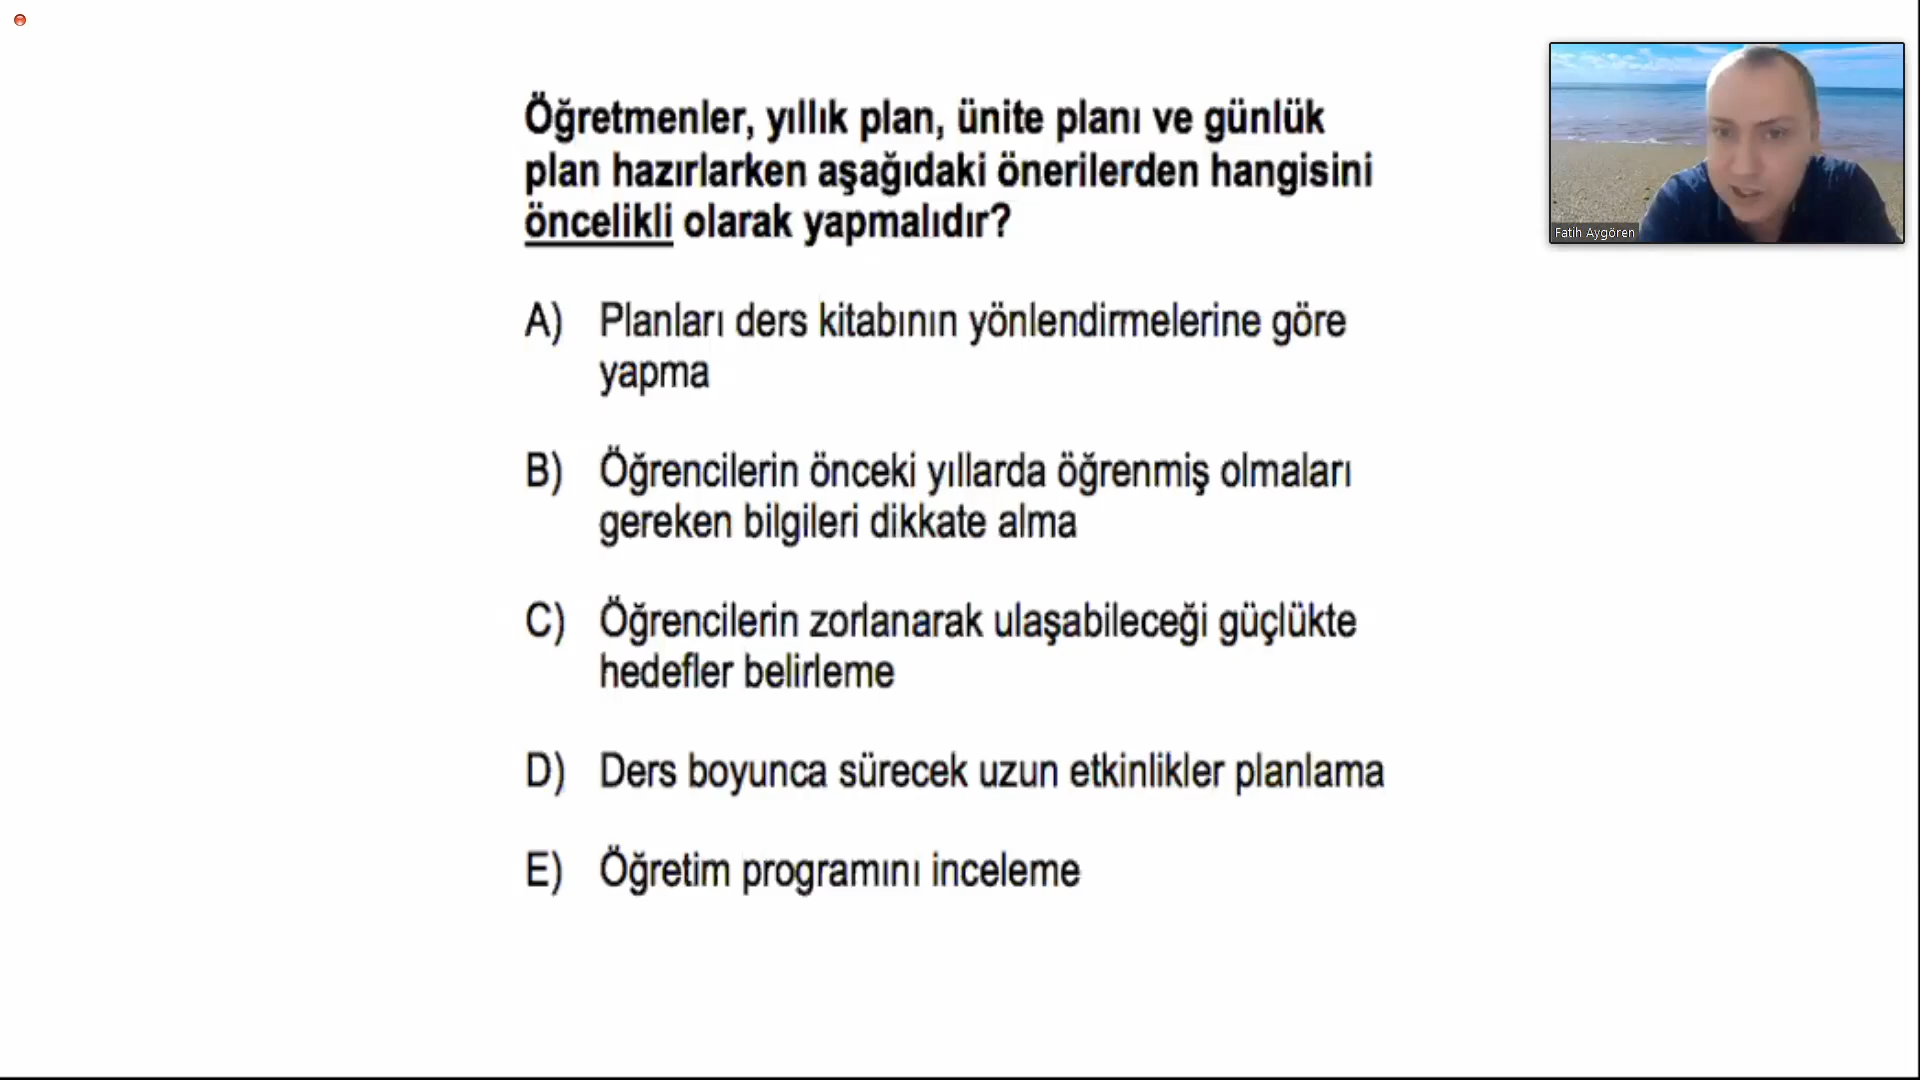 Öğretmenler, yıllık plan, ünite planı ve günlük
plan hazırlarken aşağıdaki önerilerden hangisini
öncelikli olarak yapmalıdır?
A) Planları ders kitabının yönlendirmelerine göre
yapma
B) Öğrencilerin önceki yıllarda öğrenmiş olmaları
gereken bilgileri dikkate alma
C) Öğrencilerin zorlanarak ulaşabileceği güçlükte
hedefler belirleme
D) Ders boyunca sürecek uzun etkinlikler planlama
E) Öğretim programını inceleme
Fatih Aygören